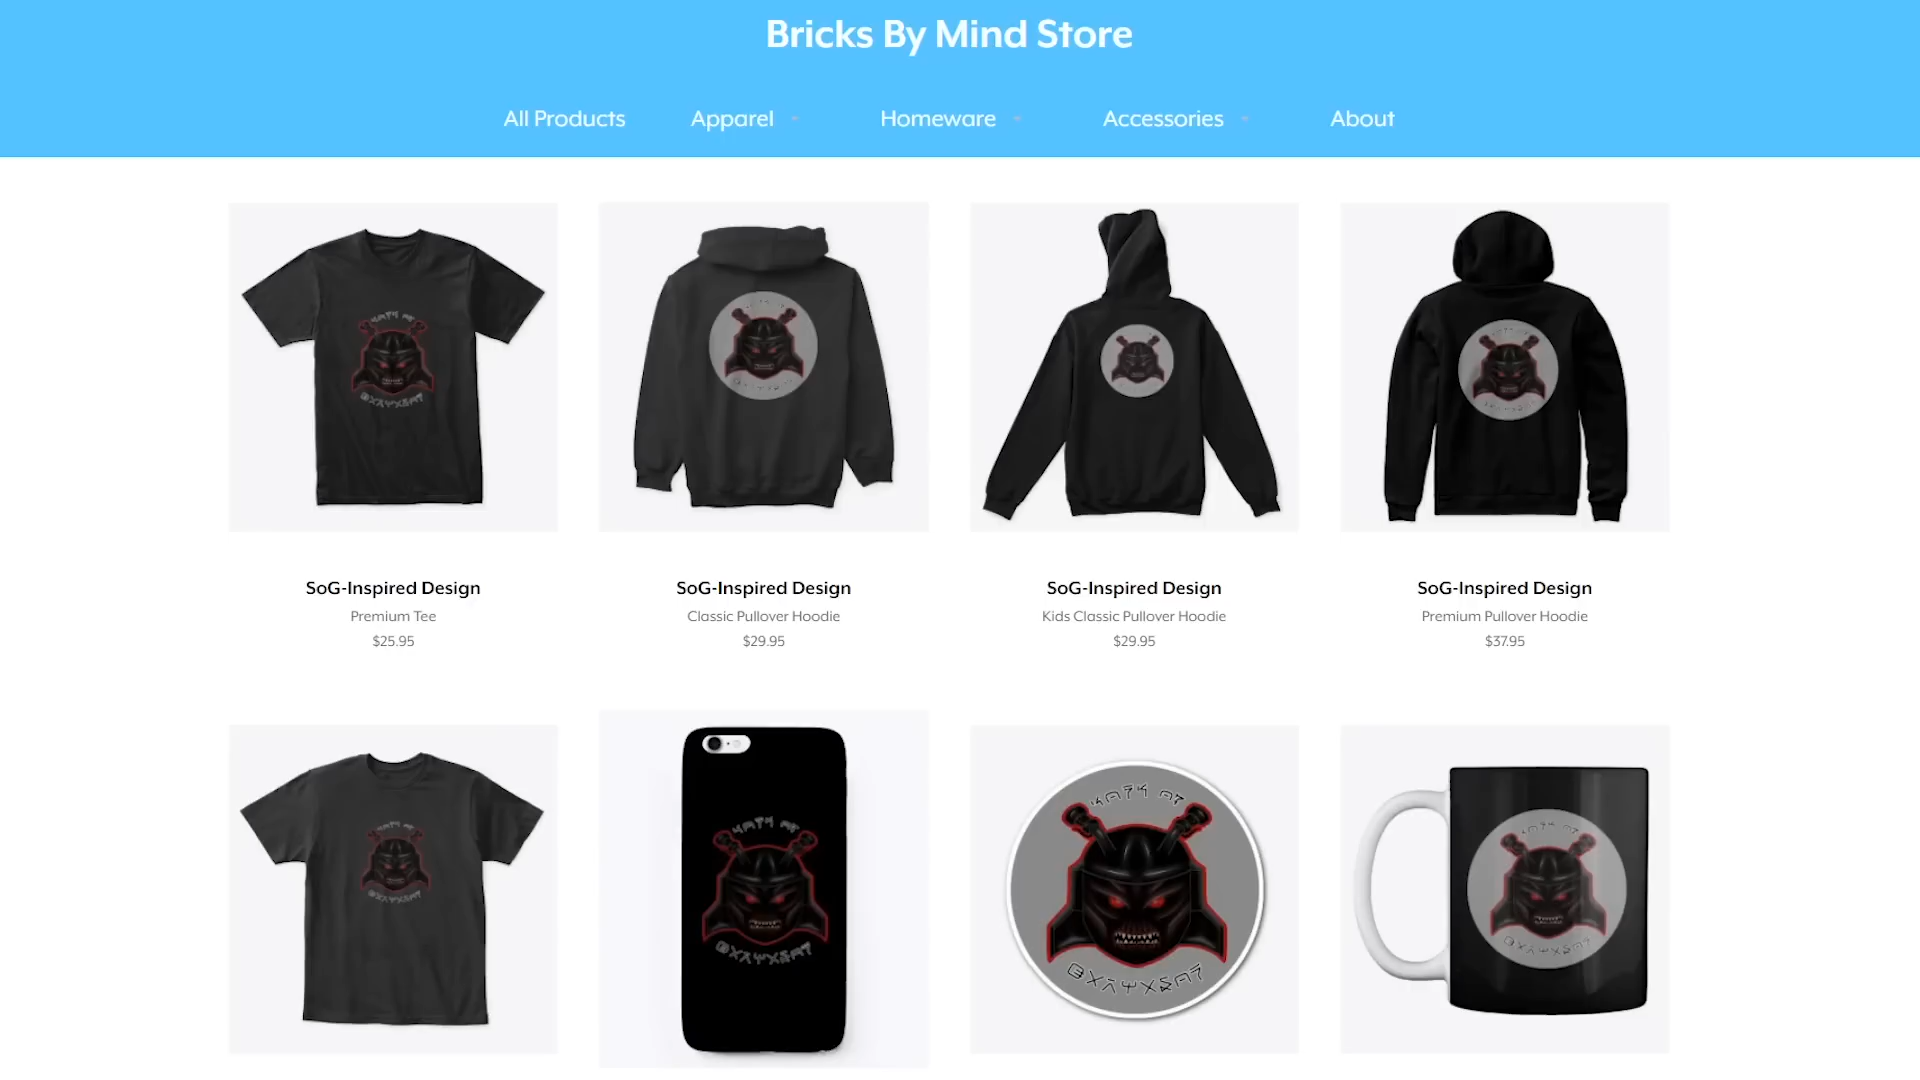 Bricks By Mind Store
All Products Apparel Homeware Accessories About
SoG-Inspired Design
Premium Tee
$25.95
SoG-Inspired Design
Classic Pullover Hoodie
$29.95
SoG-Inspired Design
Kids Classic Pullover Hoodie
$29.95
SoG-Inspired Design
Premium Pullover Hoodie
$37.95